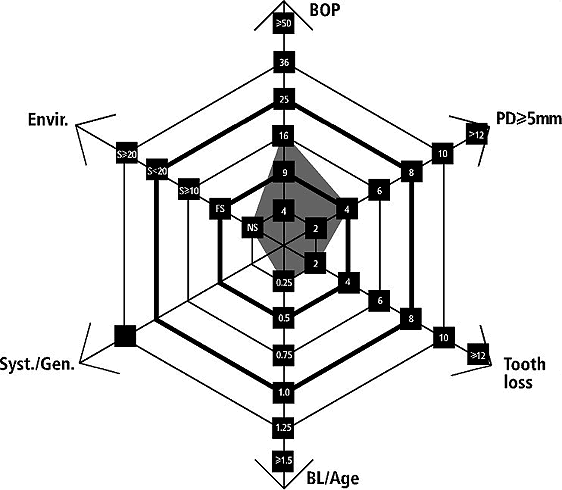 BOP
≥50
36
25
16
9
4
Envir.
S≥20
S<20
S≥10
FS
NS
PD≥5mm
>12
10
8
6
4
2
2
4
6
8
10
≥12
Tooth
loss
Syst./Gen.
0.25
0.5
0.75
1.0
1.25
≥1.5
BL/Age